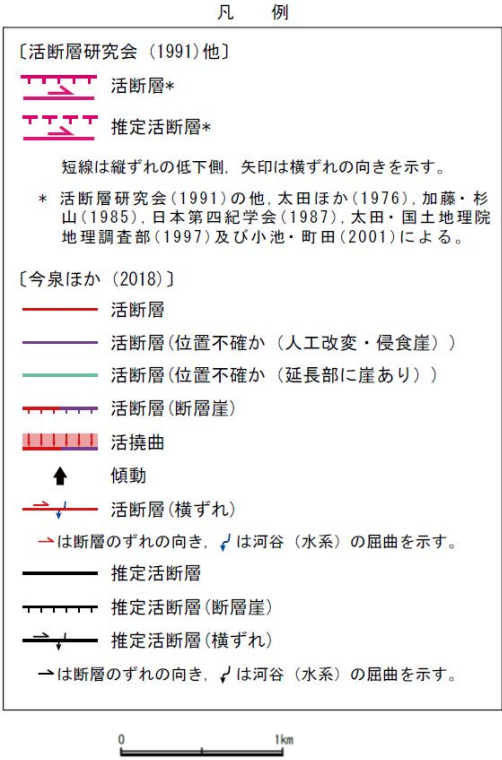 凡 例
〔活断層研究会 (1991)他〕
活断層*
推定活断層*
短線は縦ずれの低下側, 矢印は横ずれの向きを示す。
* 活断層研究会(1991)の他, 太田ほか(1976), 加藤・杉
山(1985), 日本第四紀学会(1987), 太田・国土地理院
地理調査部(1997)及び小池・町田(2001)による。
〔今泉ほか (2018)〕
活断層
活断層(位置不確か (人工改変・侵食崖))
活断層(位置不確か (延長部に崖あり))
活断層(断層崖)
活撓曲
傾動
活断層(横ずれ)
は断層のずれの向き, は河谷 (水系) の屈曲を示す。
推定活断層
推定活断層(断層崖)
推定活断層(横ずれ)
は断層のずれの向き, は河谷 (水系) の屈曲を示す。
0 1km